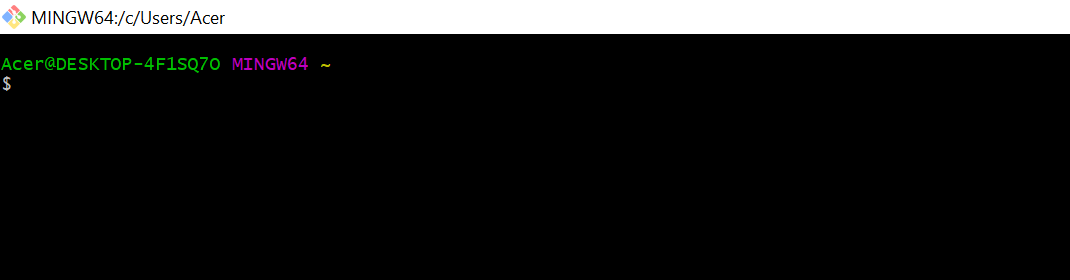 MINGW64:/c/Users/Acer
Acer@DESKTOP-4F1SQ7O MINGW64 ~
$